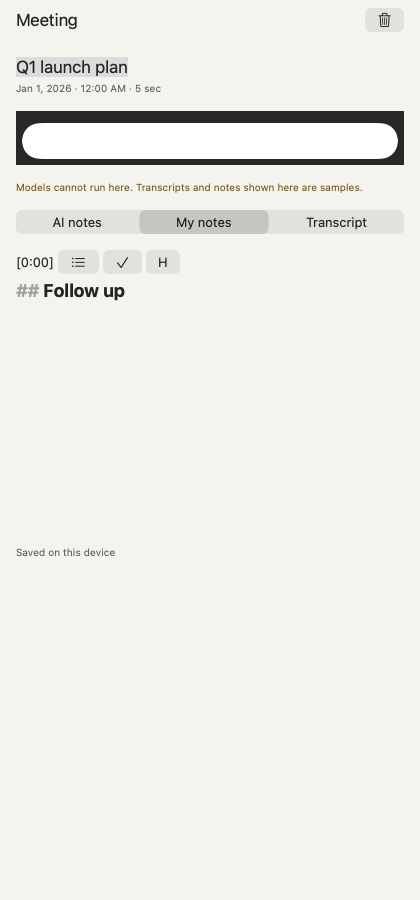 Meeting
Q1 launch plan
Jan 1, 2026 · 12:00 AM · 5 sec
Models cannot run here. Transcripts and notes shown here are samples.
AI notes My notes Transcript
[0:00] H
## Follow up
Saved on this device